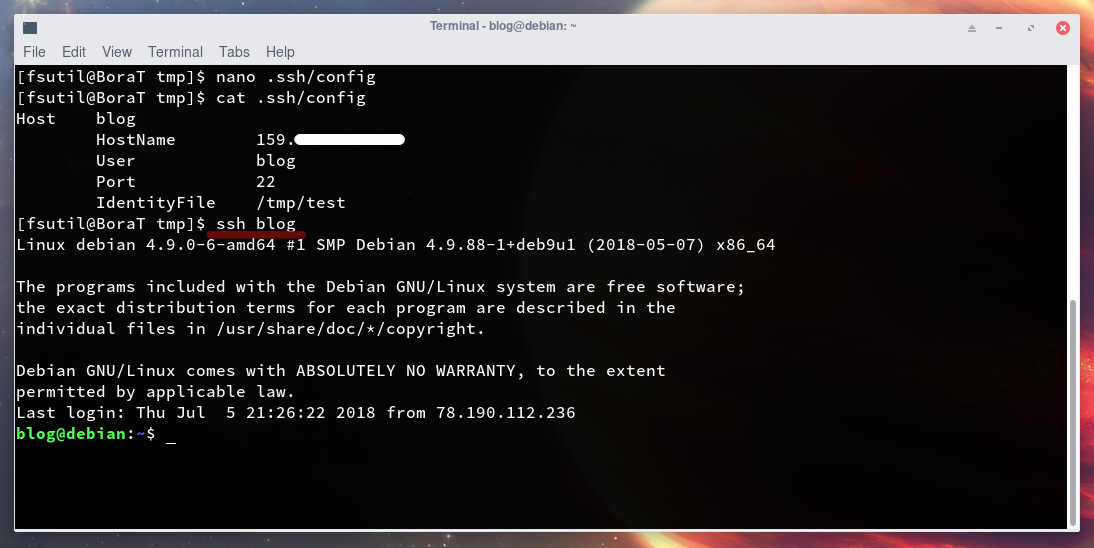 Terminal - blog@debian: ~
File Edit View Terminal Tabs Help
[fsutil@BoraT tmp]$ nano .ssh/config
[fsutil@BoraT tmp]$ cat .ssh/config
Host    blog
        HostName        159.
        User            blog
        Port            22
        IdentityFile    /tmp/test
[fsutil@BoraT tmp]$ ssh blog
Linux debian 4.9.0-6-amd64 #1 SMP Debian 4.9.88-1+deb9u1 (2018-05-07) x86_64
The programs included with the Debian GNU/Linux system are free software;
the exact distribution terms for each program are described in the
individual files in /usr/share/doc/*/copyright.
Debian GNU/Linux comes with ABSOLUTELY NO WARRANTY, to the extent
permitted by applicable law.
Last login: Thu Jul  5 21:26:22 2018 from 78.190.112.236
blog@debian:~$ _